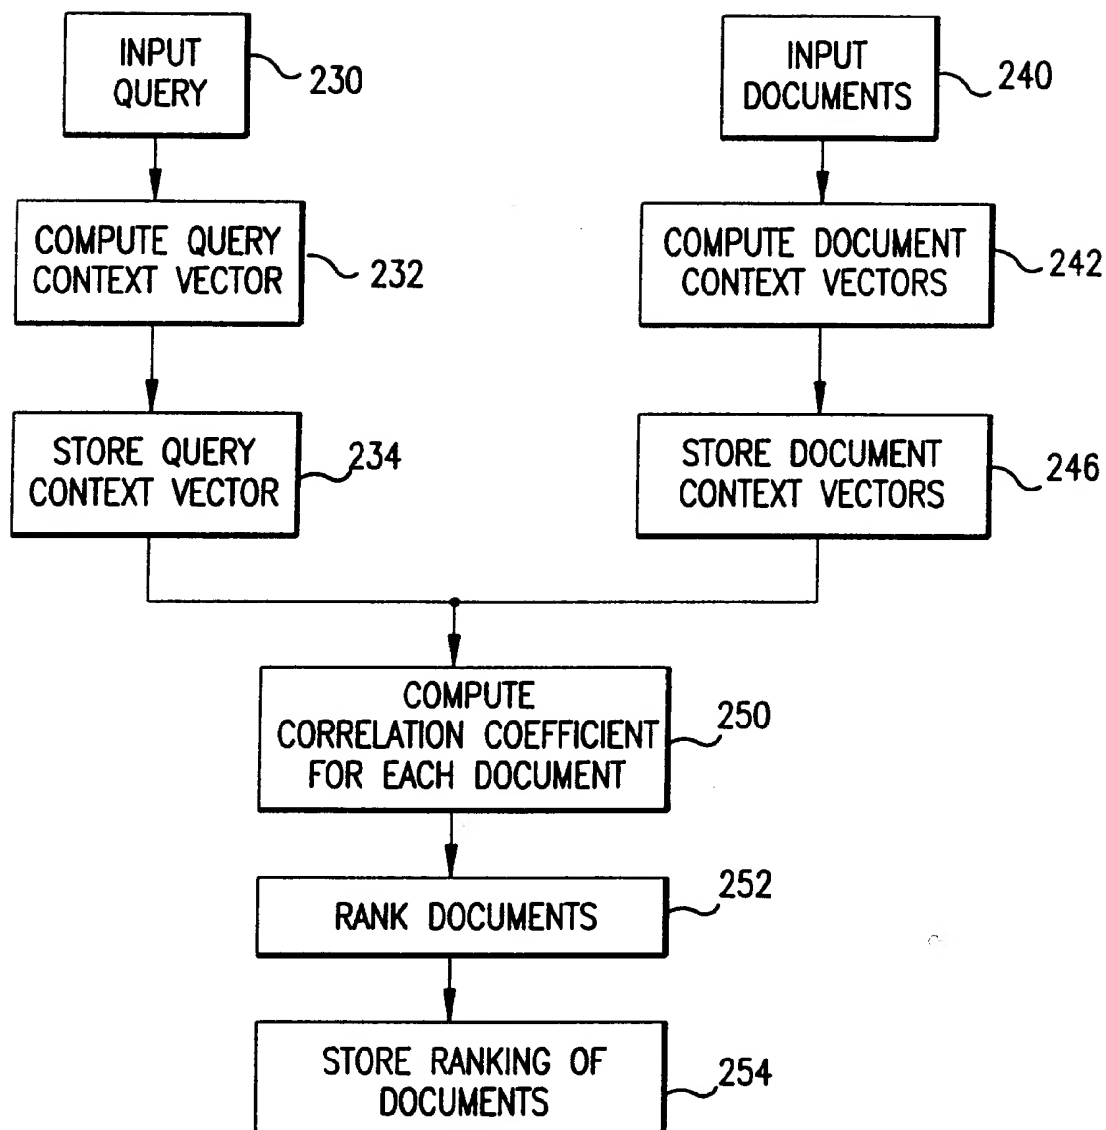 INPUT
QUERY
230
INPUT
DOCUMENTS
240
COMPUTE QUERY
CONTEXT VECTOR
232
COMPUTE DOCUMENT
CONTEXT VECTORS
242
STORE QUERY
CONTEXT VECTOR
234
STORE DOCUMENT
CONTEXT VECTORS
246
COMPUTE
CORRELATION COEFFICIENT
FOR EACH DOCUMENT
250
RANK DOCUMENTS
252
STORE RANKING OF
DOCUMENTS
254